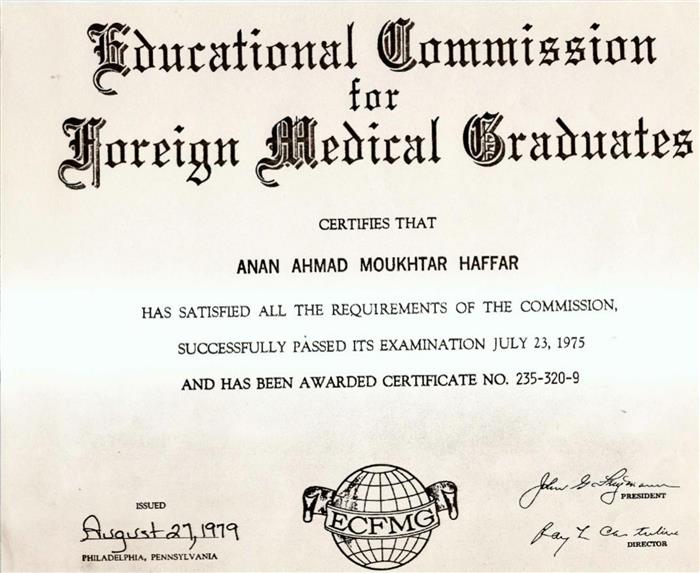 Educational Commission
for
Foreign Medical Graduates
CERTIFIES THAT
ANAN AHMAD MOUKHTAR HAFFAR
HAS SATISFIED ALL THE REQUIREMENTS OF THE COMMISSION,
SUCCESSFULLY PASSED ITS EXAMINATION JULY 23, 1975
AND HAS BEEN AWARDED CERTIFICATE NO. 235-320-9
ISSUED
August 27, 1979
PHILADELPHIA, PENNSYLVANIA
ECFMG
John G.
PRESIDENT
Ray L
DIRECTOR